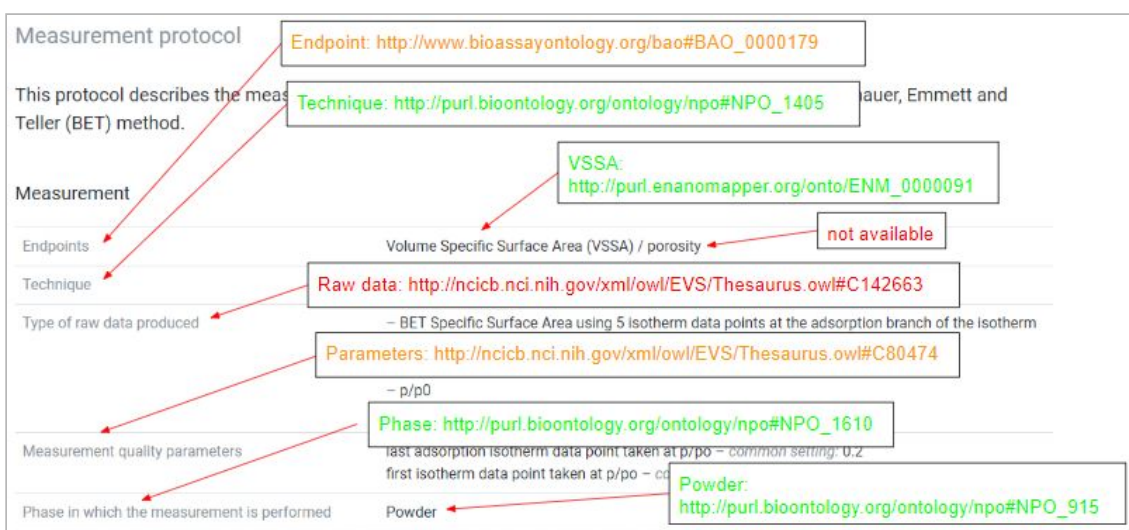 Measurement protocol
Endpoint: http://www.bioassayontology.org/bao#BAO_0000179
This protocol describes the meas
Technique: http://purl.bioontology.org/ontology/npo#NPO_1405
auer, Emmett and
Teller (BET) method.
VSSA:
http://purl.enanomapper.org/onto/ENM_0000091
Measurement
not available
Endpoints
Volume Specific Surface Area (VSSA) / porosity
Technique
Raw data: http://ncicb.nci.nih.gov/xml/owl/EVS/Thesaurus.owl#C142663
Type of raw data produced
– BET Specific Surface Area using 5 isotherm data points at the adsorption branch of the isotherm
Parameters: http://ncicb.nci.nih.gov/xml/owl/EVS/Thesaurus.owl#C80474
– p/p0
Phase: http://purl.bioontology.org/ontology/npo#NPO_1610
Measurement quality parameters
last adsorption isotherm data point taken at p/po – common setting: 0.2
first isotherm data point taken at p/po –
Powder:
http://purl.bioontology.org/ontology/npo#NPO_915
Phase in which the measurement is performed
Powder